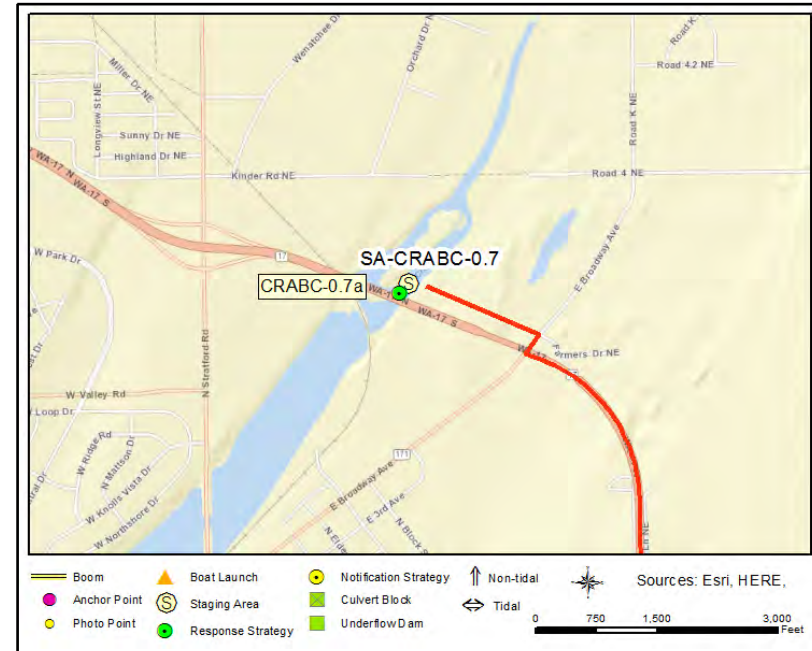 Wenatchee Dr
Orchard Dr N
Road K
Road 4.2 NE
Road K NE
Miller Dr NE
Longview St NE
Sunny Dr NE
Highland Dr NE
Kinder Rd NE
Road 4 NE
WA-17 N
WA-17 S
17
SA-CRABC-0.7
S
CRABC-0.7a
E Broadway Ave
W Park Dr
N Stratford Rd
WA-17 S
W Valley Rd
Loop Dr
W Ridge Rd
N Mattson Dr
W Knolls Vista Dr
W Northshore Dr
171
E Broadway Ave
E 3rd Ave
N Block S
N Elde
Ln NE
Boom
Anchor Point
Photo Point
Boat Launch
S Staging Area
Response Strategy
Notification Strategy
Culvert Block
Underflow Dam
Non-tidal
Tidal
Sources: Esri, HERE,
0 750 1,500 3,000
Feet